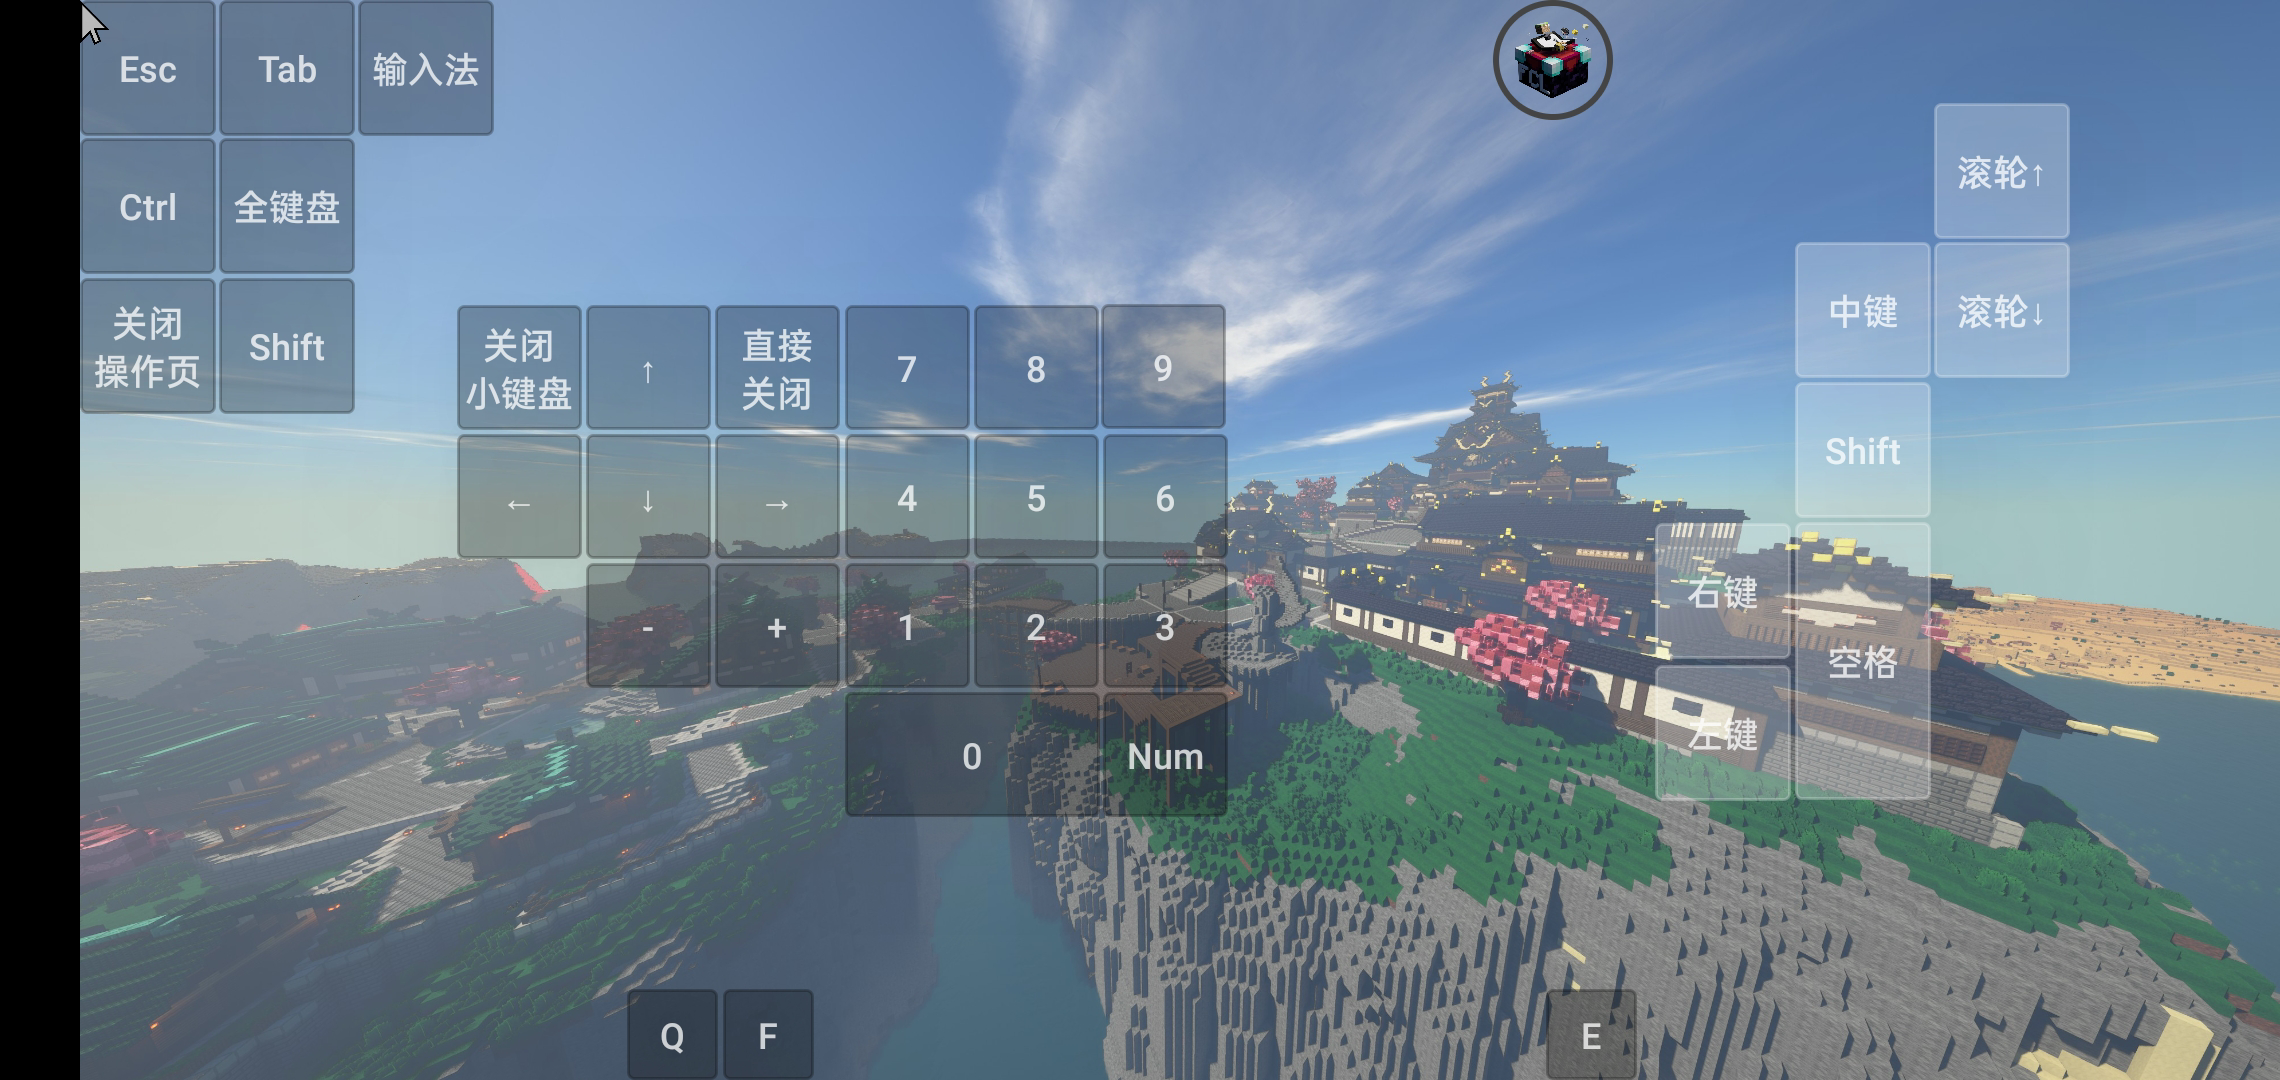 Esc
Tab
输入法
FCL
滚轮↑
Ctrl
全键盘
中键
滚轮↓
关闭
操作页
Shift
关闭
小键盘
↑
直接
关闭
7
8
9
Shift
←
↓
→
4
5
6
右键
空格
-
+
1
2
3
左键
0
Num
Q
F
E